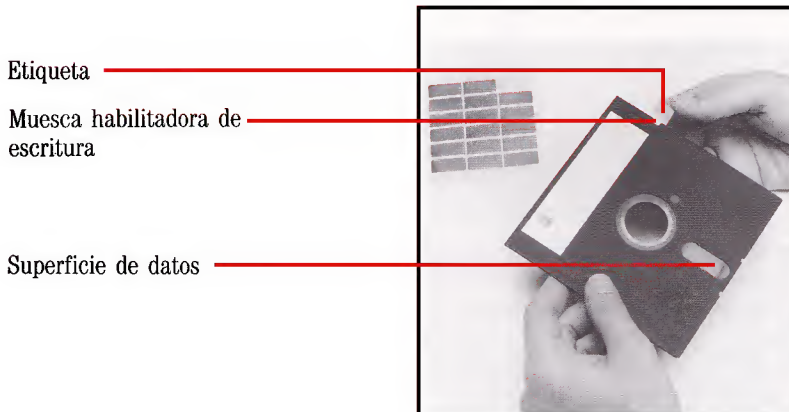 Etiqueta
Muesca habilitadora de
escritura
Superficie de datos